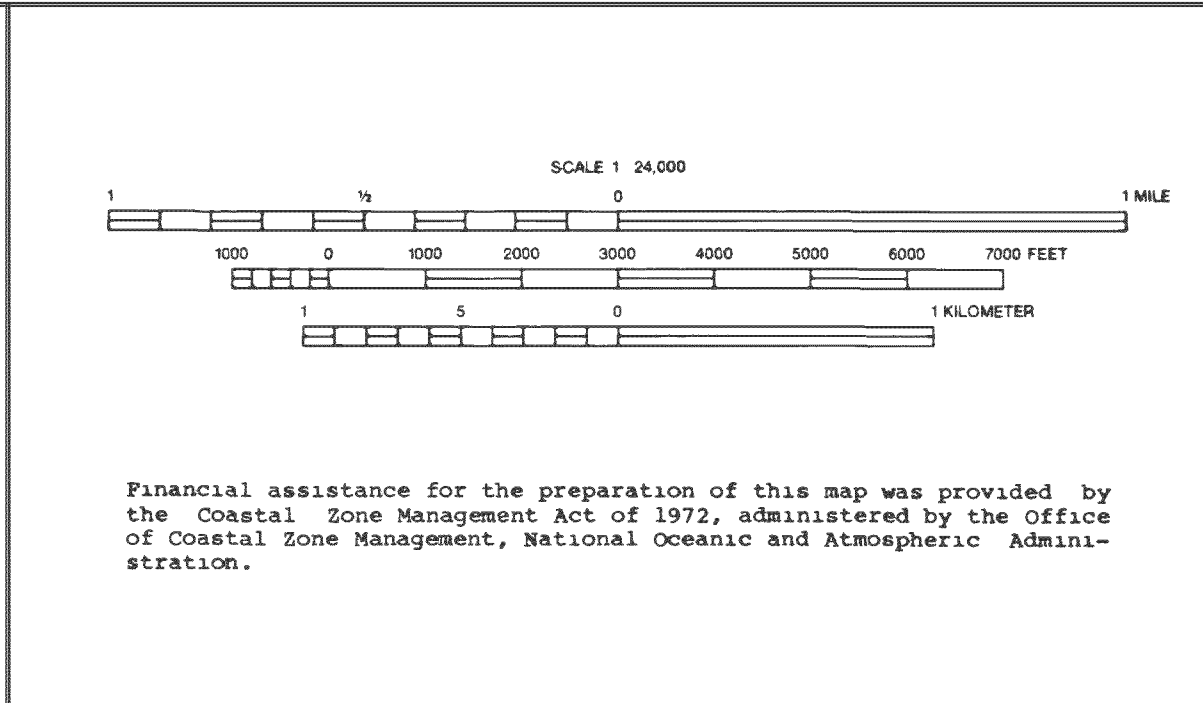 SCALE 1 24,000
1 ½ 0 1 MILE
1000 0 1000 2000 3000 4000 5000 6000 7000 FEET
1 5 0 1 KILOMETER
Financial assistance for the preparation of this map was provided by
the Coastal Zone Management Act of 1972, administered by the Office
of Coastal Zone Management, National Oceanic and Atmospheric Admini-
stration.